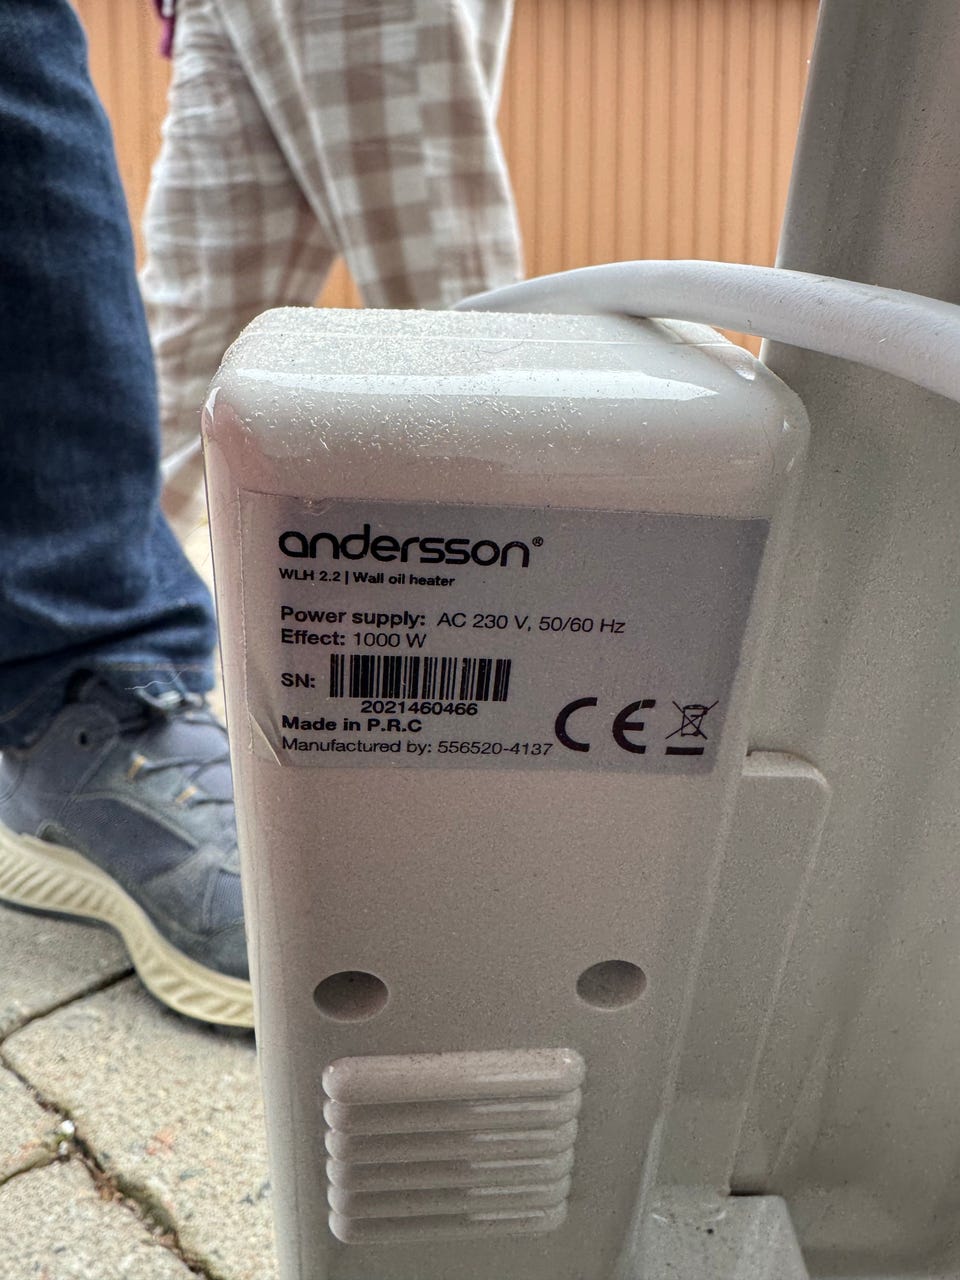 andersson®
WLH 2.2 | Wall oil heater
Power supply: AC 230 V, 50/60 Hz
Effect: 1000 W
SN:
2021460466
Made in P.R.C
Manufactured by: 556520-4137
CE